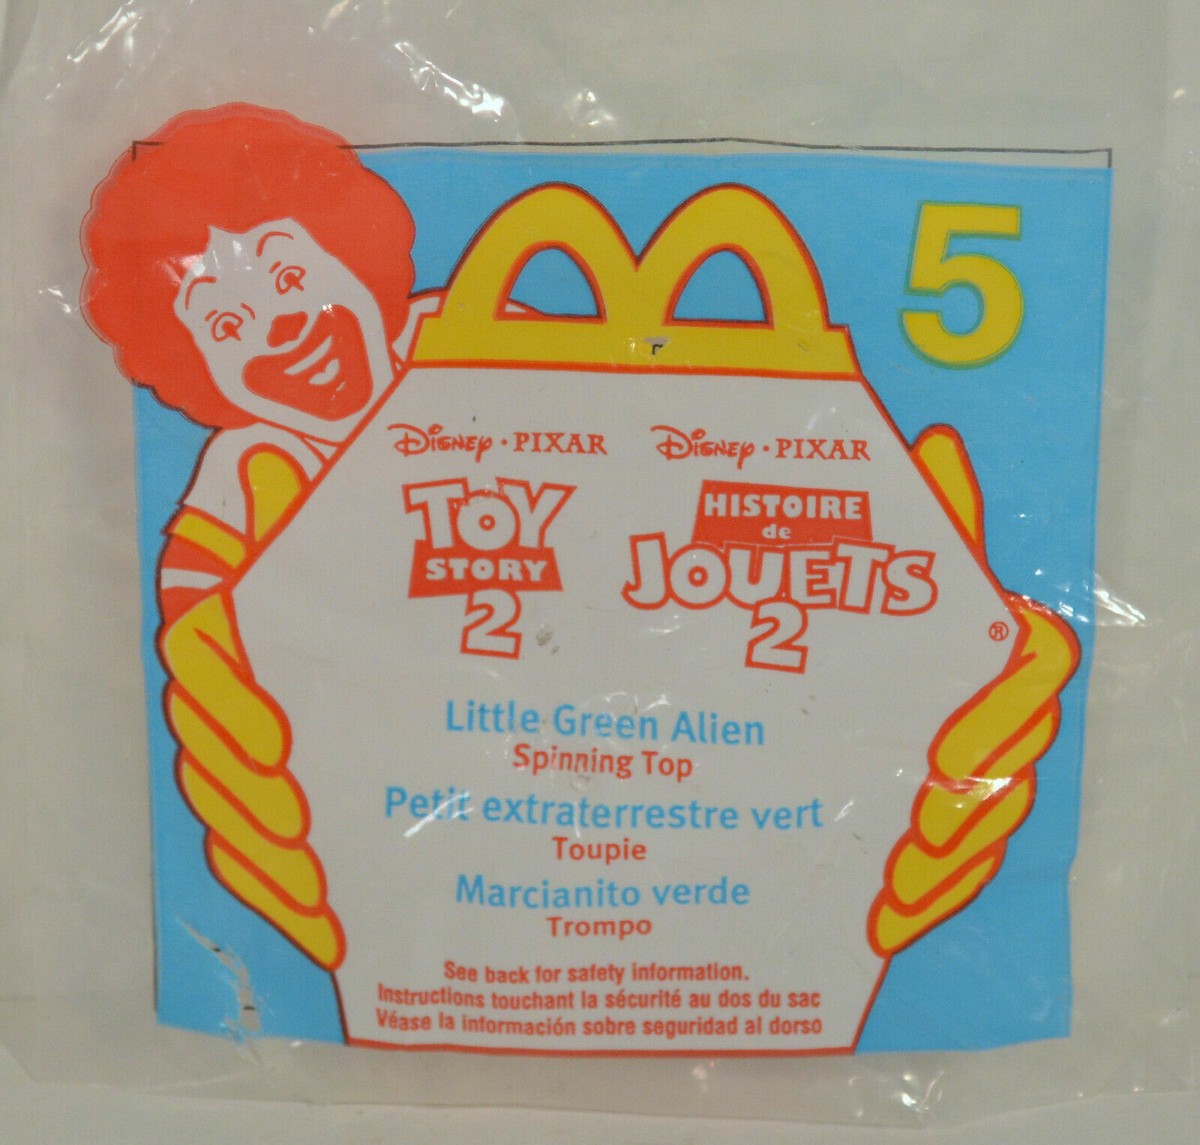 5
Disney · PIXAR
TOY
STORY
2
Disney · PIXAR
HISTOIRE
de
JOUETS
2
®
Little Green Alien
Spinning Top
Petit extraterrestre vert
Toupie
Marcianito verde
Trompo
See back for safety information.
Instructions touchant la sécurité au dos du sac
Véase la información sobre seguridad al dorso